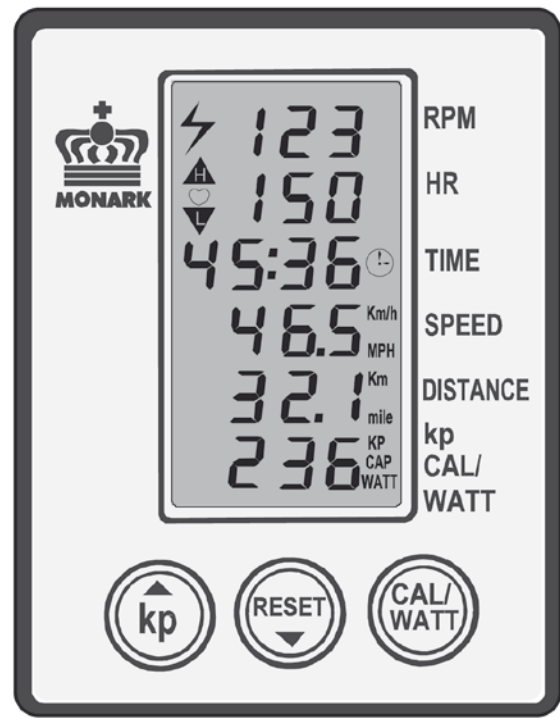 123 RPM
H
150 HR
L
MONARK
45:36 TIME
46.5 Km/h MPH SPEED
32.1 Km mile DISTANCE
236 KP CAP WATT
kp
CAL/
WATT
kp
RESET
CAL/
WATT